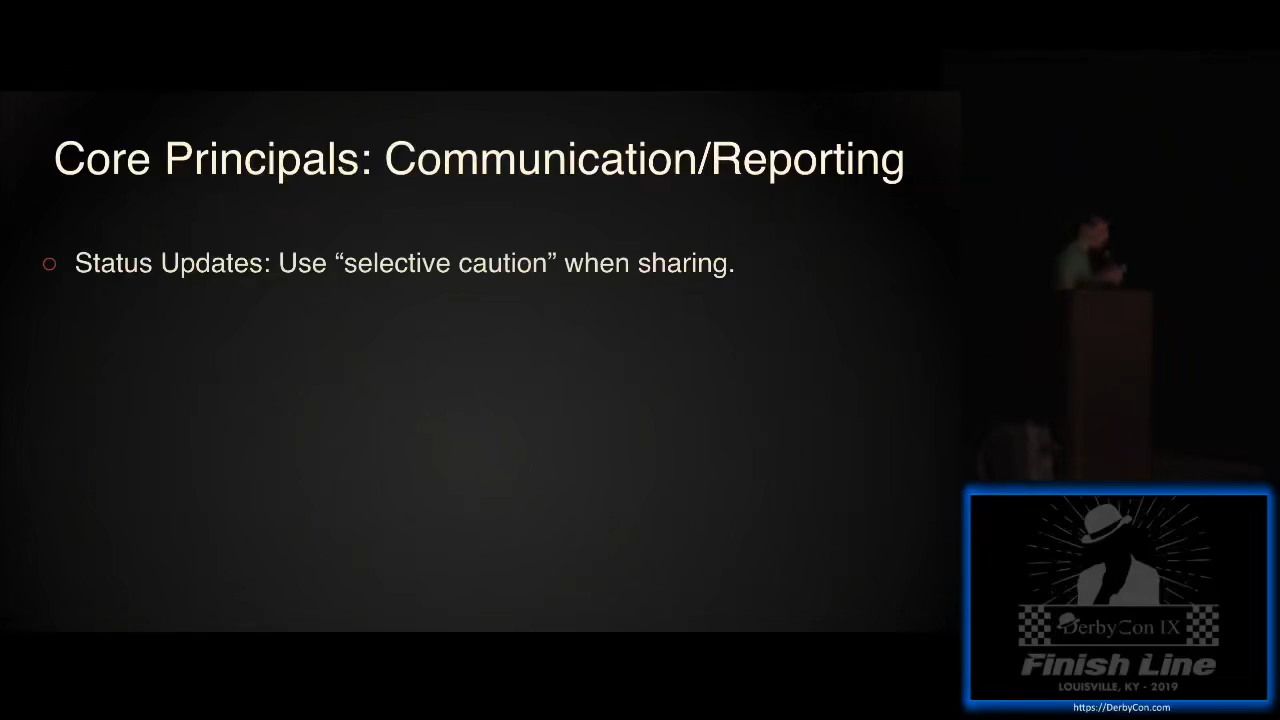 Core Principals: Communication/Reporting
Status Updates: Use “selective caution” when sharing.
DerbyCon IX
Finish Line
LOUISVILLE, KY - 2019
https://DerbyCon.com